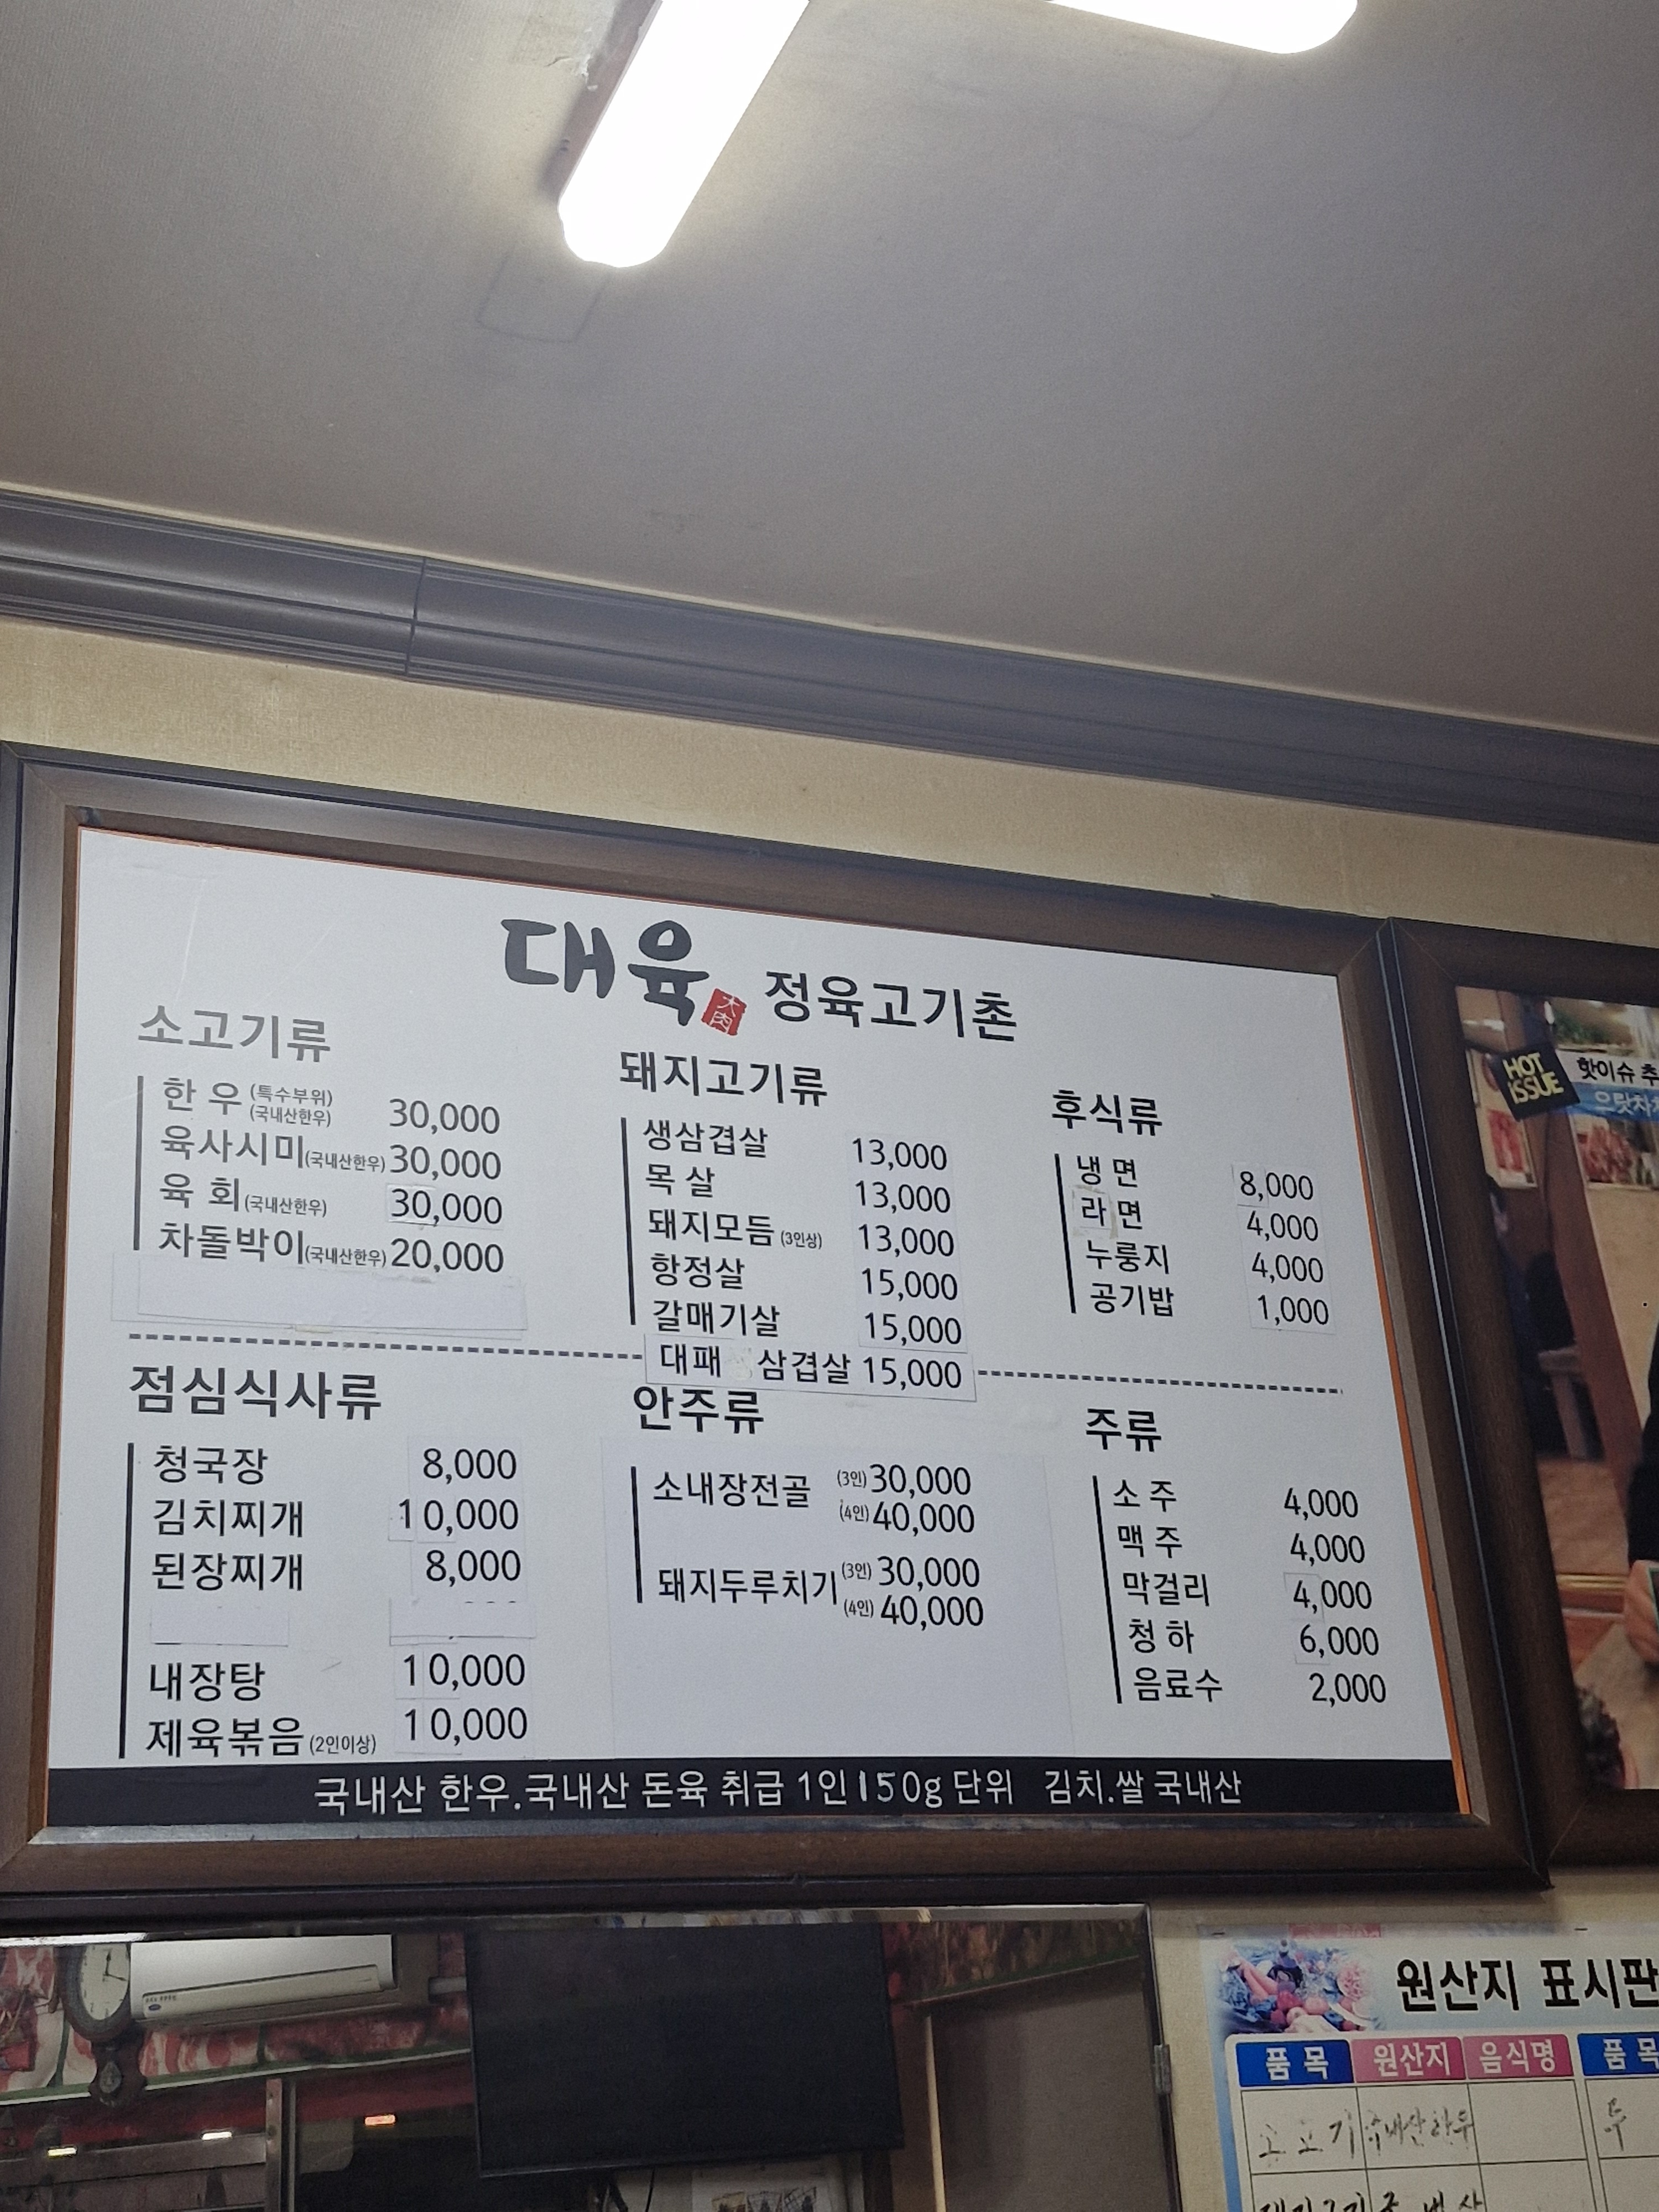 대육 大肉 정육고기촌
소고기류
한 우 (특수부위) (국내산한우) 30,000
육사시미(국내산한우) 30,000
육 회(국내산한우) 30,000
차돌박이(국내산한우) 20,000
돼지고기류
생삼겹살 13,000
목 살 13,000
돼지모듬 (3인상) 13,000
항정살 15,000
갈매기살 15,000
대패 삼겹살 15,000
후식류
냉 면 8,000
라 면 4,000
누룽지 4,000
공기밥 1,000
점심식사류
청국장 8,000
김치찌개 10,000
된장찌개 8,000
내장탕 10,000
제육볶음 (2인이상) 10,000
안주류
소내장전골 (3인) 30,000
(4인) 40,000
돼지두루치기 (3인) 30,000
(4인) 40,000
주류
소 주 4,000
맥 주 4,000
막걸리 4,000
청 하 6,000
음료수 2,000
국내산 한우.국내산 돈육 취급 1인 150g 단위 김치.쌀 국내산
HOT ISSUE
핫이슈
원산지 표시판
품 목 원산지 음식명 품 목
소고기 국내산한우